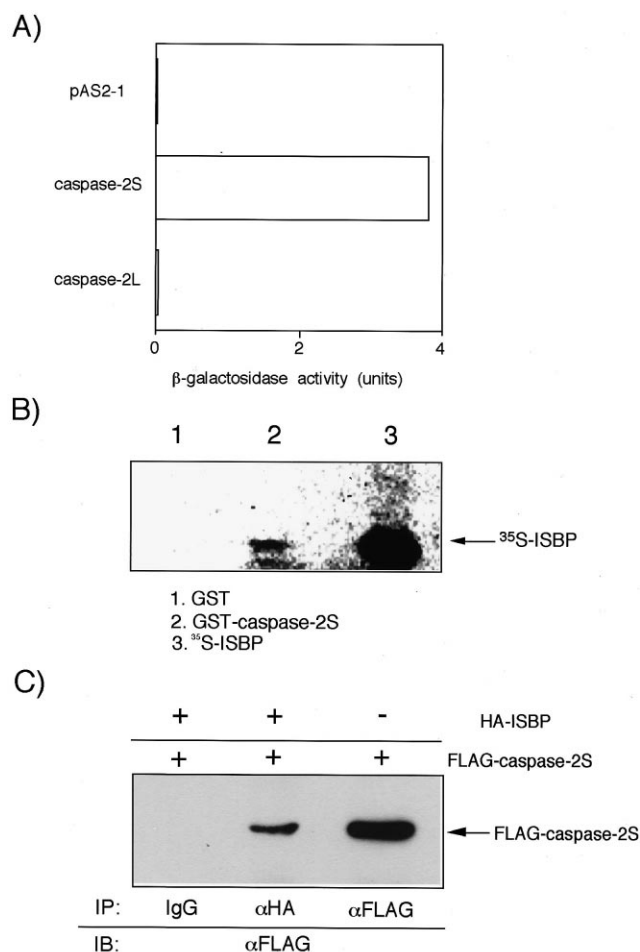 A)
pAS2-1
caspase-2S
caspase-2L
0 2 4
β-galactosidase activity (units)
B)
1 2 3
³⁵S-ISBP
1. GST
2. GST-caspase-2S
3. ³⁵S-ISBP
C)
+ + - HA-ISBP
+ + + FLAG-caspase-2S
FLAG-caspase-2S
IP: IgG αHA αFLAG
IB: αFLAG